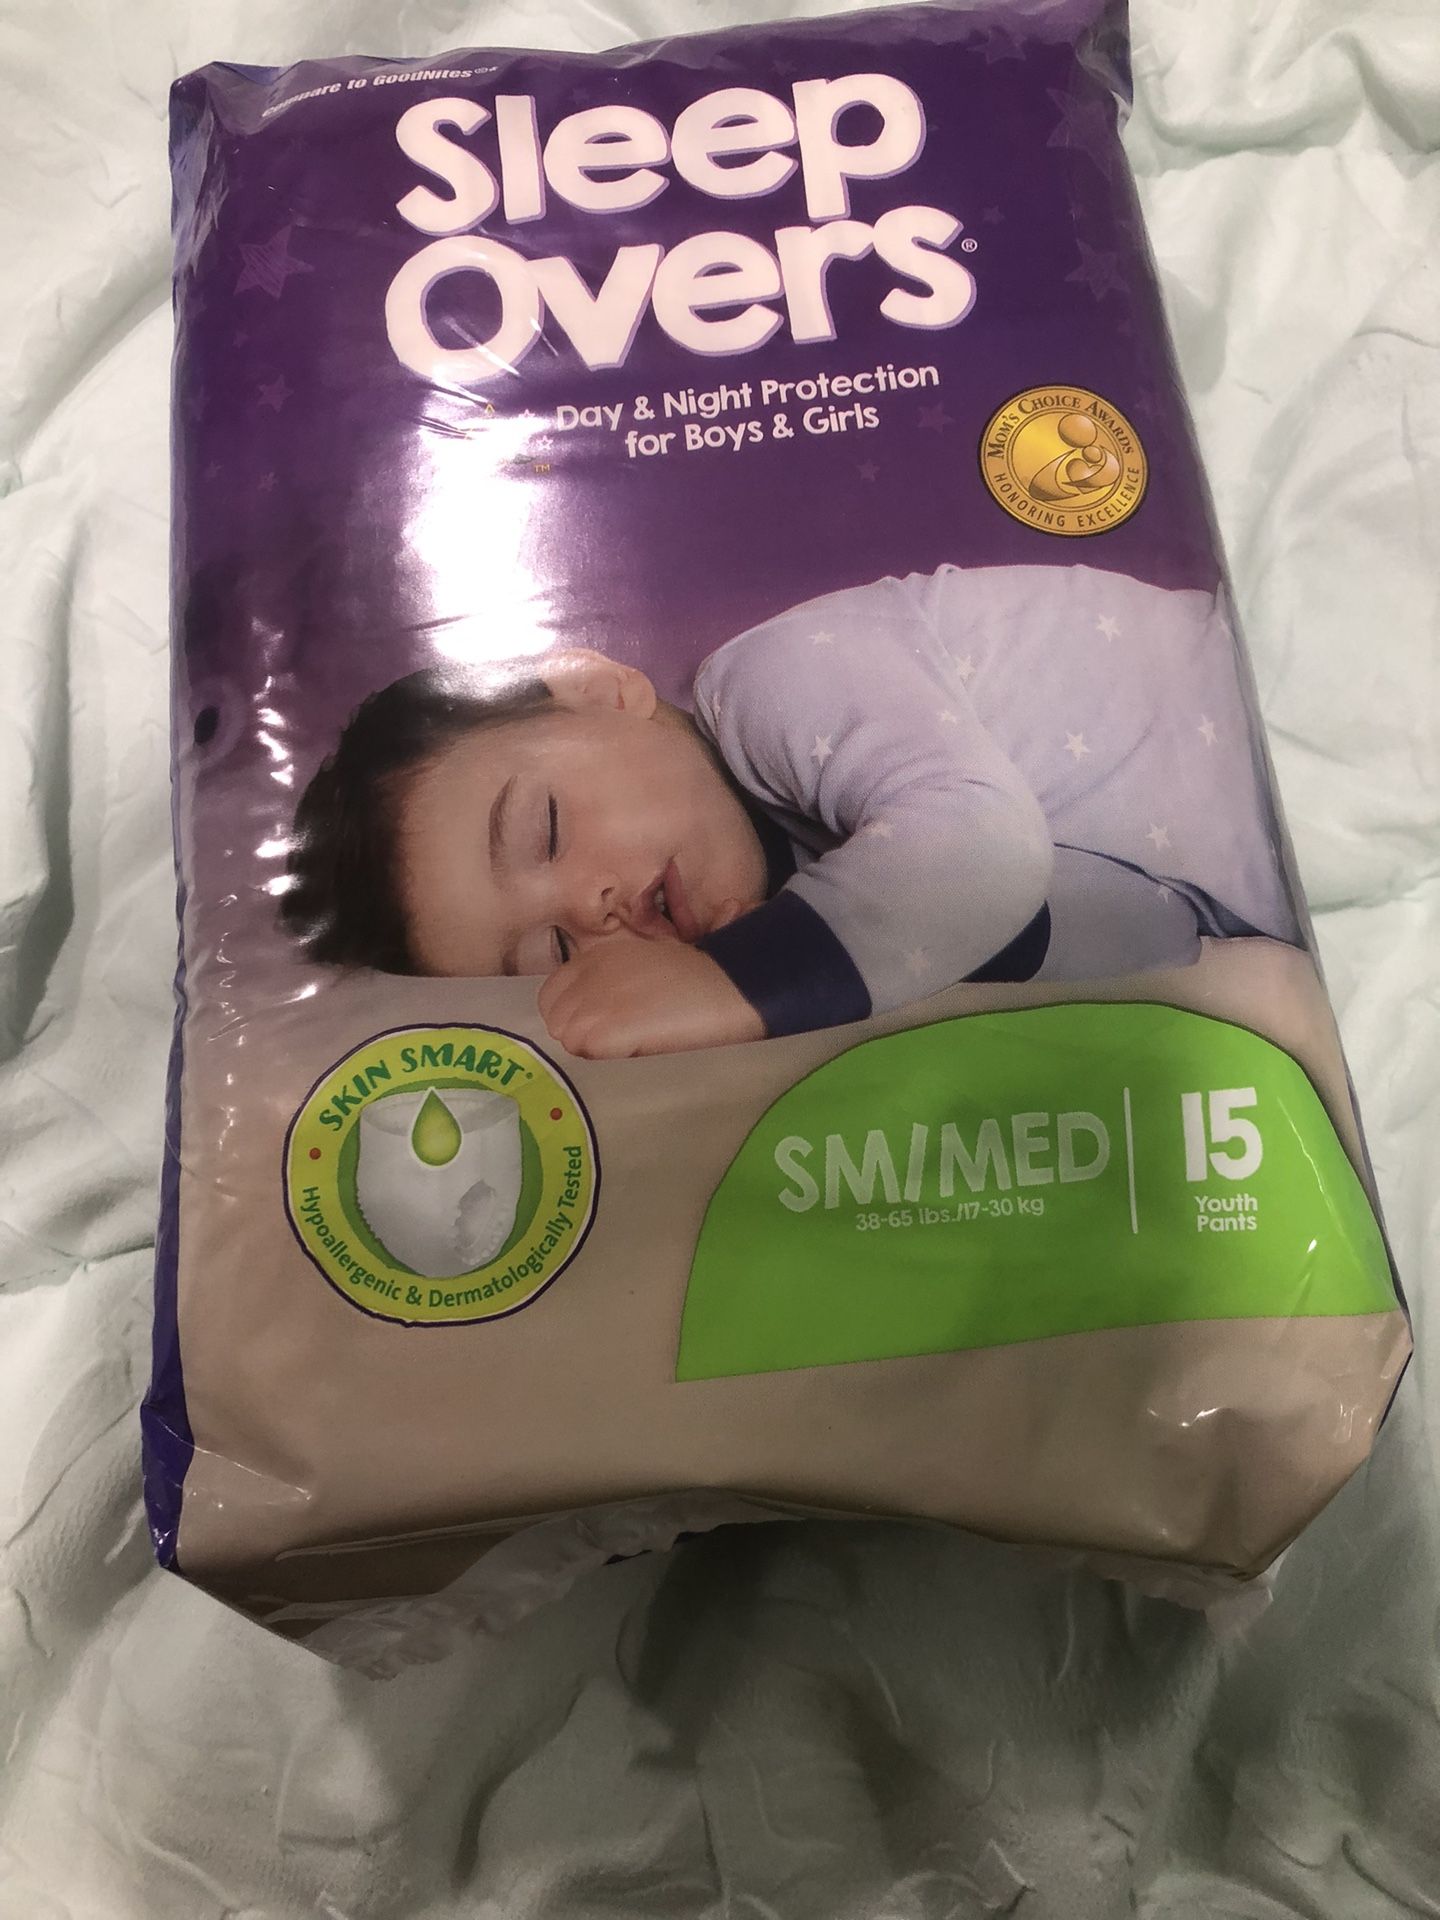 Compare to GoodNites®*
Sleep
Overs®
Day & Night Protection
for Boys & Girls
™
MOM'S CHOICE AWARDS
HONORING EXCELLENCE
SKIN SMART
Hypoallergenic & Dermatologically Tested
SM/MED
38-65 lbs./17-30 kg
15
Youth
Pants